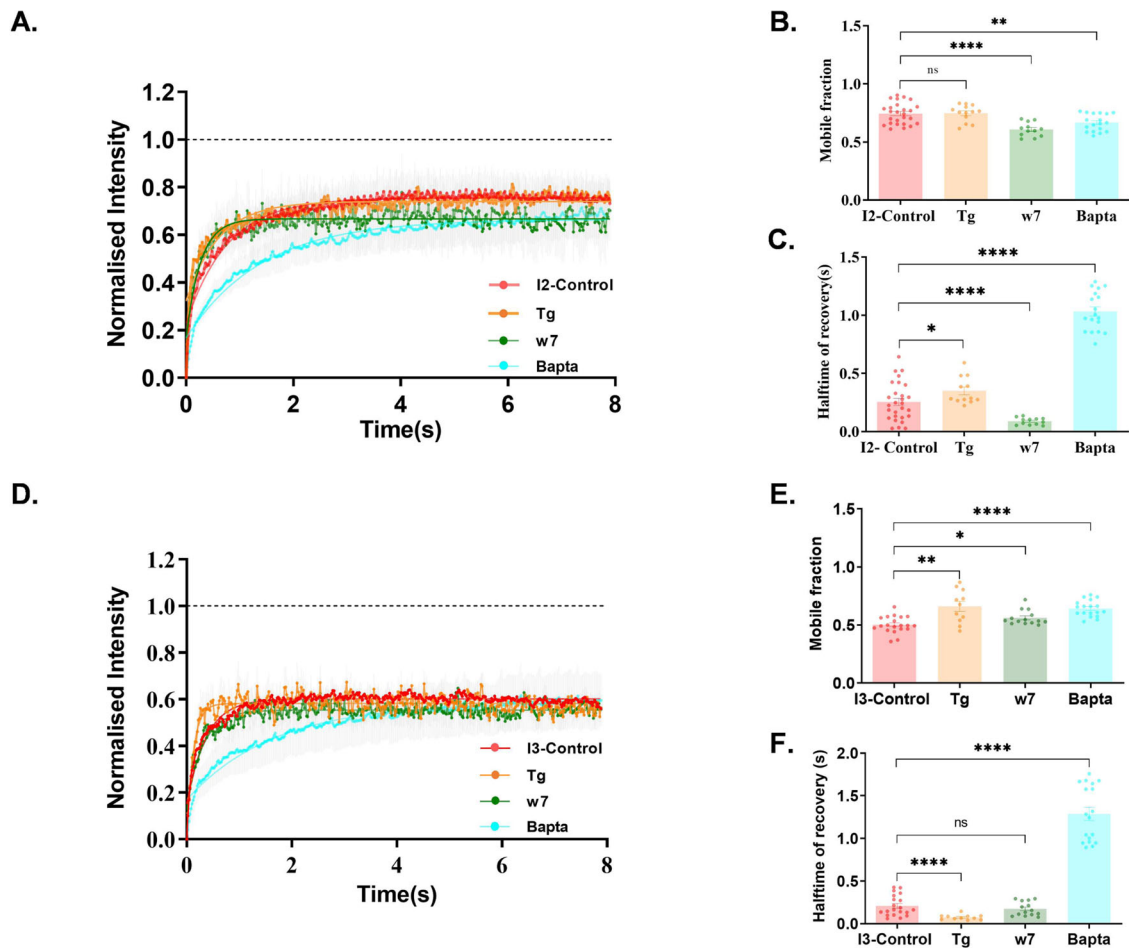 A.
Normalised Intensity
1.2
1.0
0.8
0.6
0.4
0.2
0.0
0 2 4 6 8
Time(s)
I2-Control
Tg
w7
Bapta
B.
Mobile fraction
1.5
1.0
0.5
0.0
**
****
ns
I2-Control Tg w7 Bapta
C.
Halftime of recovery(s)
1.5
1.0
0.5
0.0
****
****
*
I2- Control Tg w7 Bapta
D.
Normalised Intensity
1.2
1.0
0.8
0.6
0.4
0.2
0.0
0 2 4 6 8
Time(s)
I3-Control
Tg
w7
Bapta
E.
Mobile fraction
1.5
1.0
0.5
0.0
****
*
**
I3-Control Tg w7 Bapta
F.
Halftime of recovery (s)
2.0
1.5
1.0
0.5
0.0
****
ns
****
I3-Control Tg w7 Bapta